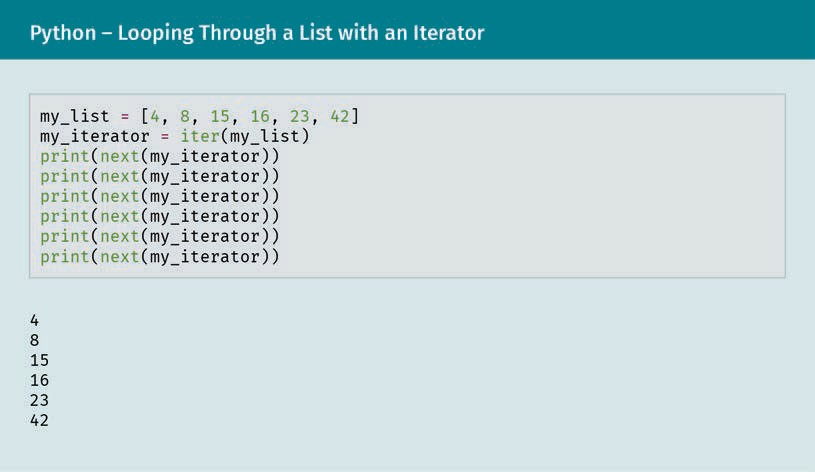 Python – Looping Through a List with an Iterator
my_list = [4, 8, 15, 16, 23, 42]
my_iterator = iter(my_list)
print(next(my_iterator))
print(next(my_iterator))
print(next(my_iterator))
print(next(my_iterator))
print(next(my_iterator))
print(next(my_iterator))
4
8
15
16
23
42